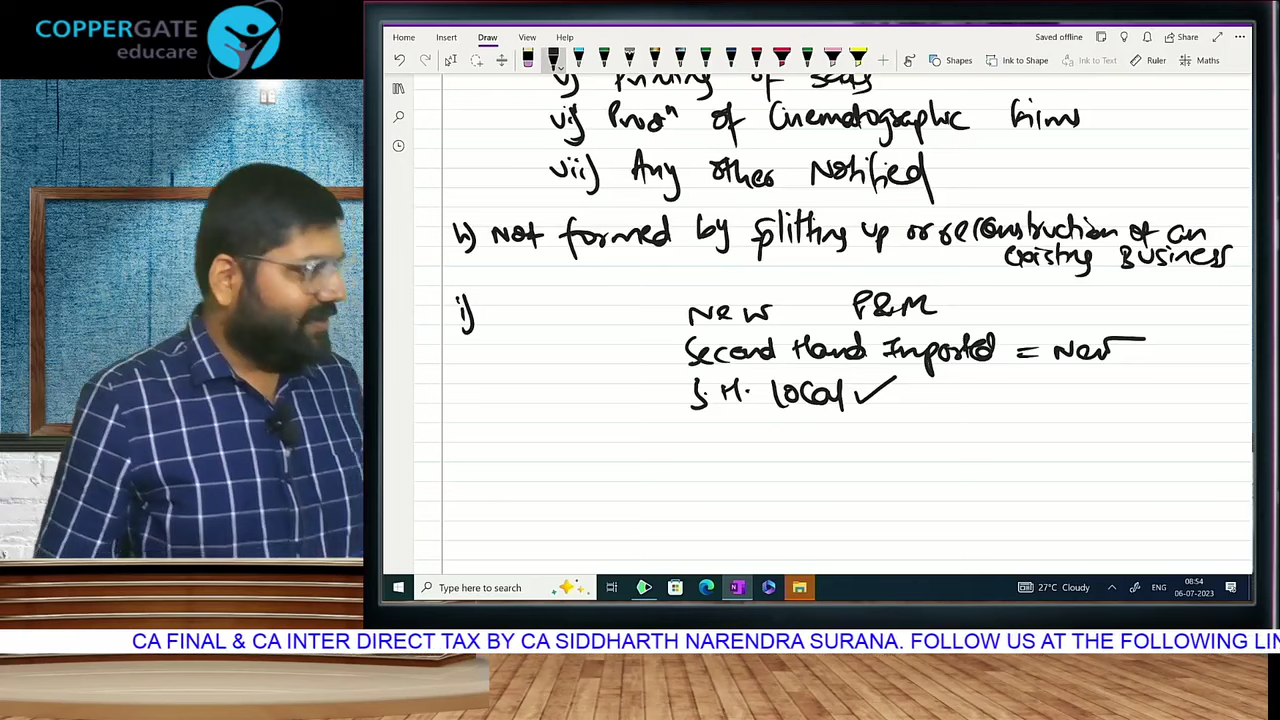 COPPERGATE
educare
Home Insert Draw View Help
Saved offline
Share
Shapes
Ink to Shape
Ink to Text
Ruler
Maths
v) Printing of
vi) Prodn of Cinematographic films
vii) Any other Notified
h) Not formed by splitting up or reconstruction of an
existing Business
i) New P&M
Second Hand Imported = New
S.H. local ✓
Type here to search
27°C Cloudy
ENG
08:54
06-07-2023
CA FINAL & CA INTER DIRECT TAX BY CA SIDDHARTH NARENDRA SURANA. FOLLOW US AT THE FOLLOWING LIN